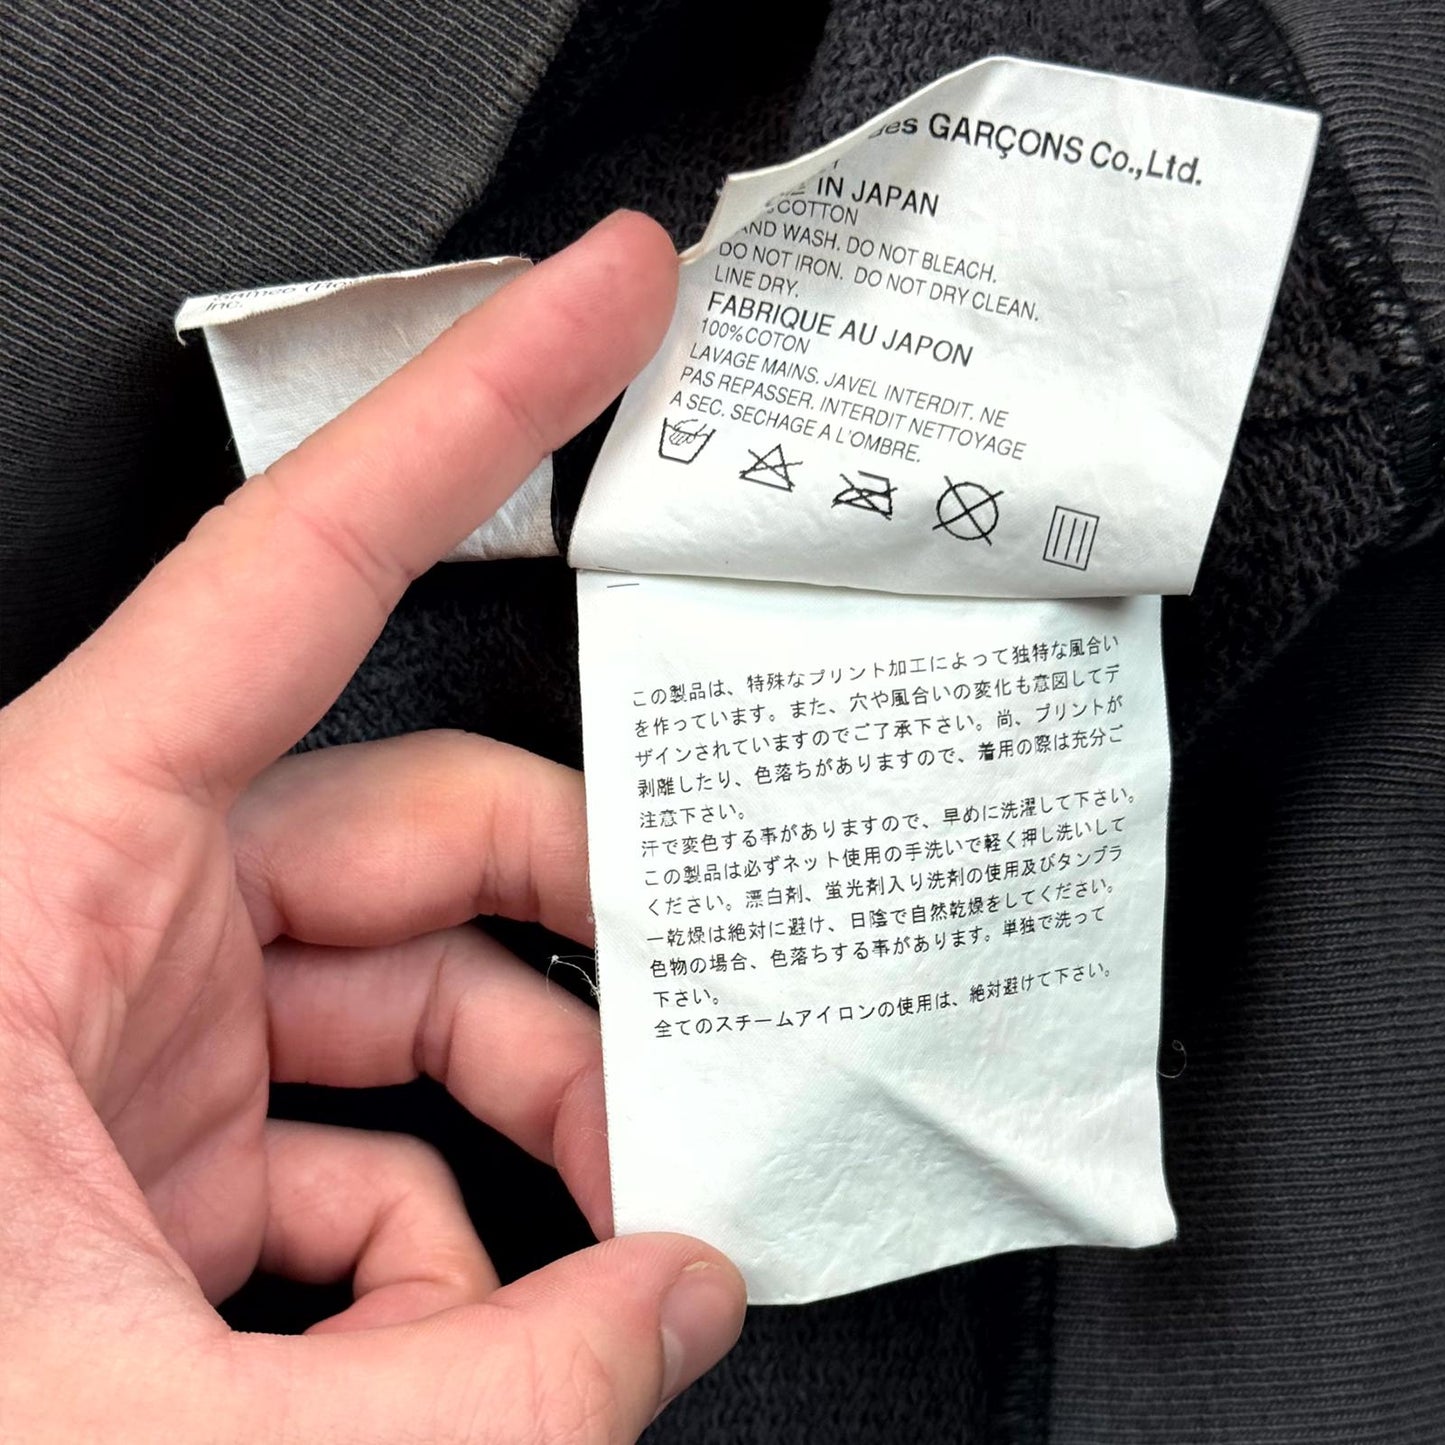 des GARÇONS Co.,Ltd.
IN JAPAN
COTTON
AND WASH. DO NOT BLEACH.
DO NOT IRON. DO NOT DRY CLEAN.
LINE DRY.
FABRIQUE AU JAPON
100%COTON
LAVAGE MAINS. JAVEL INTERDIT. NE
PAS REPASSER. INTERDIT NETTOYAGE
A SEC. SECHAGE A L'OMBRE.
Inc.
この製品は、特殊なプリント加工によって独特な風合い
を作っています。また、穴や風合いの変化も意図してデ
ザインされていますのでご了承下さい。尚、プリントが
剥離したり、色落ちがありますので、着用の際は充分ご
注意下さい。
汗で変色する事がありますので、早めに洗濯して下さい。
この製品は必ずネット使用の手洗いで軽く押し洗いして
ください。漂白剤、蛍光剤入り洗剤の使用及びタンブラ
ー乾燥は絶対に避け、日陰で自然乾燥をしてください。
色物の場合、色落ちする事があります。単独で洗って
下さい。
全てのスチームアイロンの使用は、絶対避けて下さい。